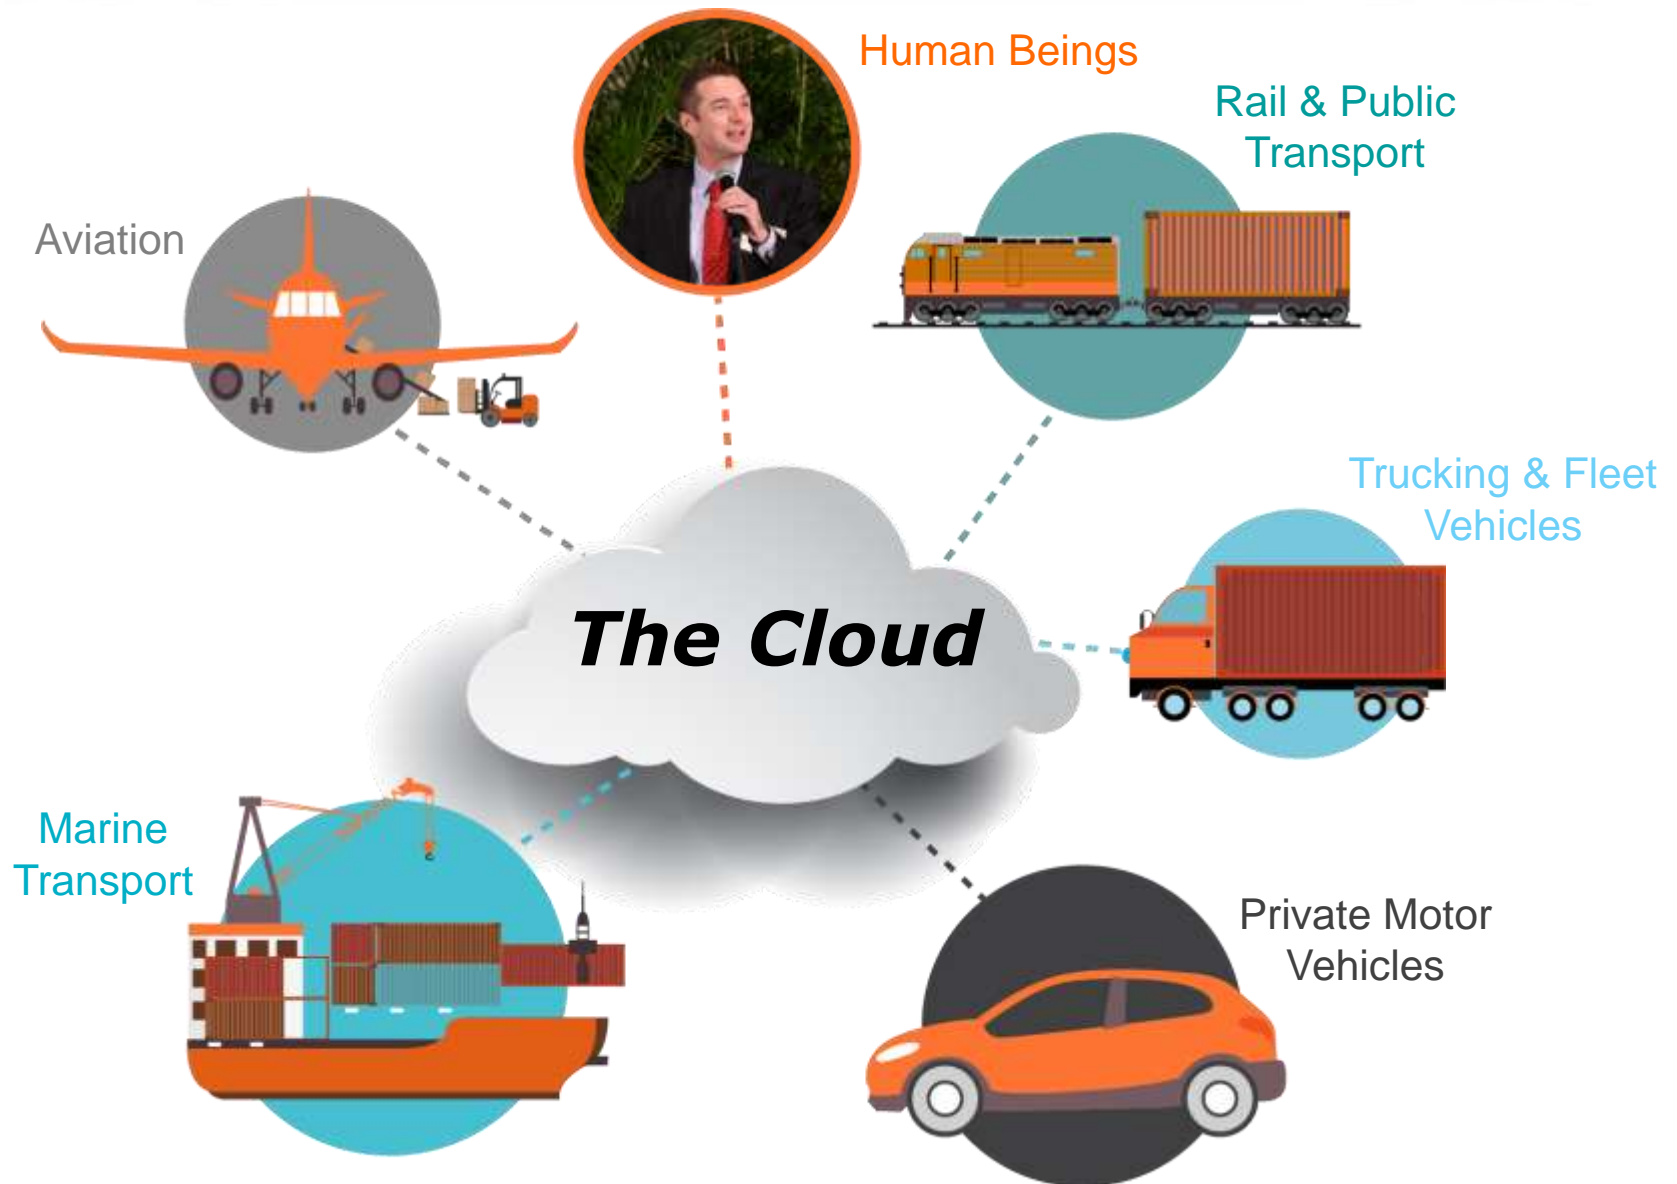 Human Beings
Rail & Public
Transport
Aviation
Trucking & Fleet
Vehicles
The Cloud
Marine
Transport
Private Motor
Vehicles